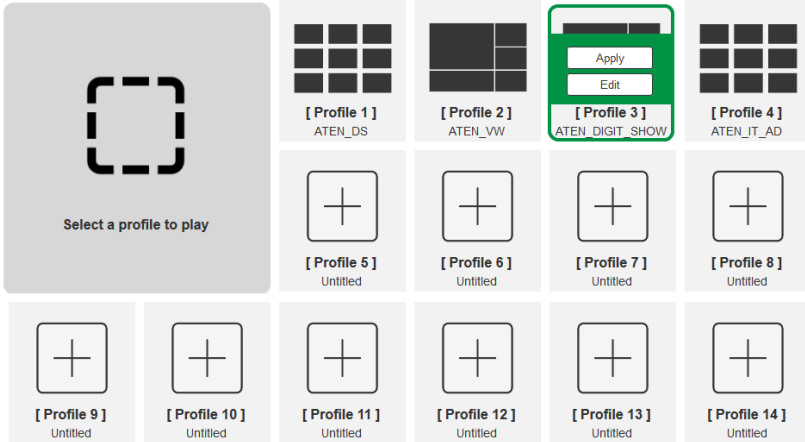 Select a profile to play
[ Profile 1 ]
ATEN_DS
[ Profile 2 ]
ATEN_VW
Apply
Edit
[ Profile 3 ]
ATEN_DIGIT_SHOW
[ Profile 4 ]
ATEN_IT_AD
[ Profile 5 ]
Untitled
[ Profile 6 ]
Untitled
[ Profile 7 ]
Untitled
[ Profile 8 ]
Untitled
[ Profile 9 ]
Untitled
[ Profile 10 ]
Untitled
[ Profile 11 ]
Untitled
[ Profile 12 ]
Untitled
[ Profile 13 ]
Untitled
[ Profile 14 ]
Untitled